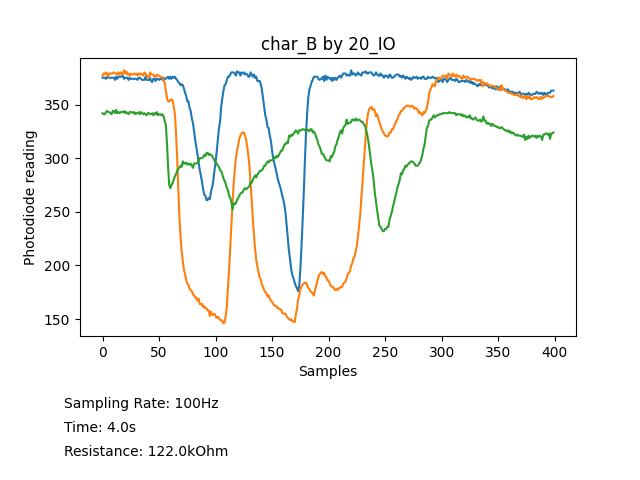 char_B by 20_IO
350
300
250
200
150
Photodiode reading
0 50 100 150 200 250 300 350 400
Samples
Sampling Rate: 100Hz
Time: 4.0s
Resistance: 122.0kOhm